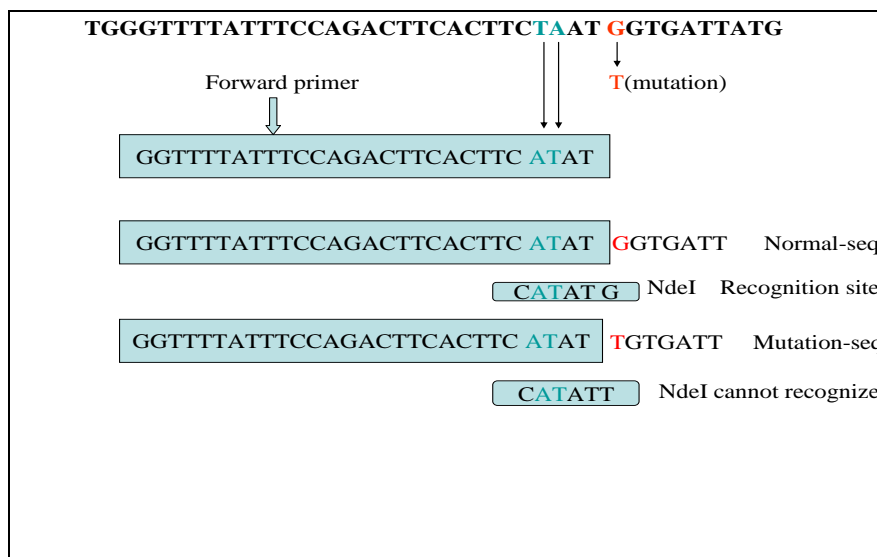 TGGGTTTTATTTCCAGACTTCACTTCTAAT GGTGATTATG
Forward primer
T(mutation)
GGTTTTATTTCCAGACTTCACTTC ATAT
GGTTTTATTTCCAGACTTCACTTC ATAT GGTGATT Normal-seq
CATAT G NdeI Recognition site
GGTTTTATTTCCAGACTTCACTTC ATAT TGTGATT Mutation-seq
CATATT NdeI cannot recognize